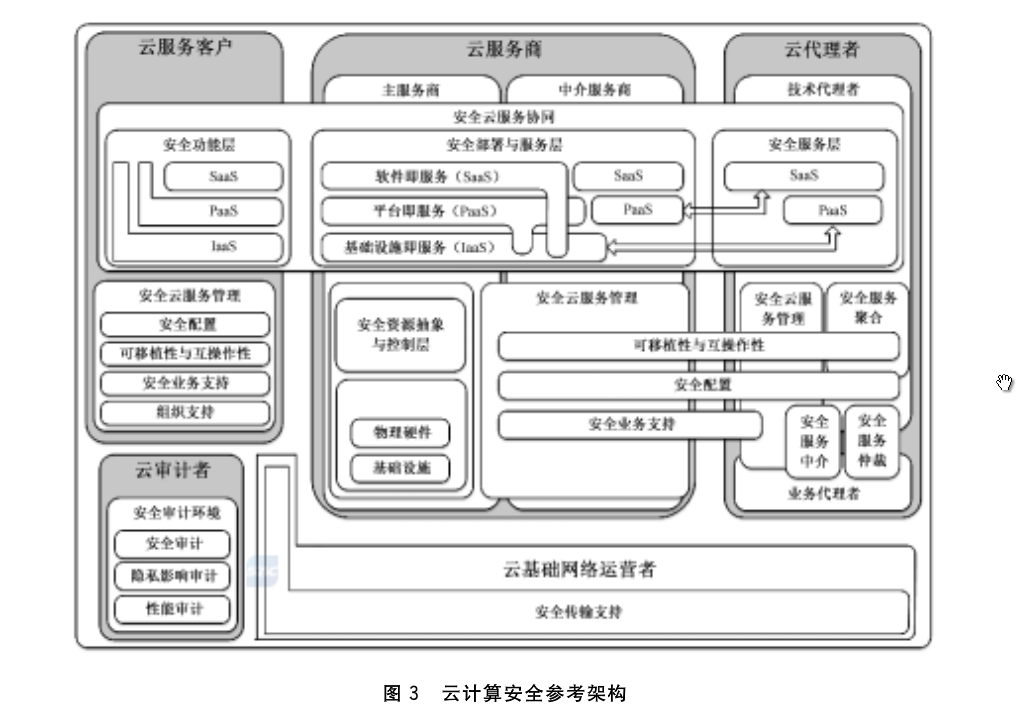 云服务客户
云服务商
云代理者
主服务商
中介服务商
技术代理者
安全云服务协同
安全功能层
安全部署与服务层
安全服务层
SaaS
软件即服务（SaaS）
SaaS
SaaS
PaaS
平台即服务（PaaS）
PaaS
PaaS
IaaS
基础设施即服务（IaaS）
安全云服务管理
安全配置
可移植性与互操作性
安全业务支持
组织支持
安全资源抽象
与控制层
物理硬件
基础设施
安全云服务管理
可移植性与互操作性
安全配置
安全业务支持
安全云服
务管理
安全服务
聚合
安全
服务
中介
安全
服务
仲裁
业务代理者
云审计者
安全审计环境
安全审计
隐私影响审计
性能审计
云基础网络运营者
安全传输支持
图 3 云计算安全参考架构